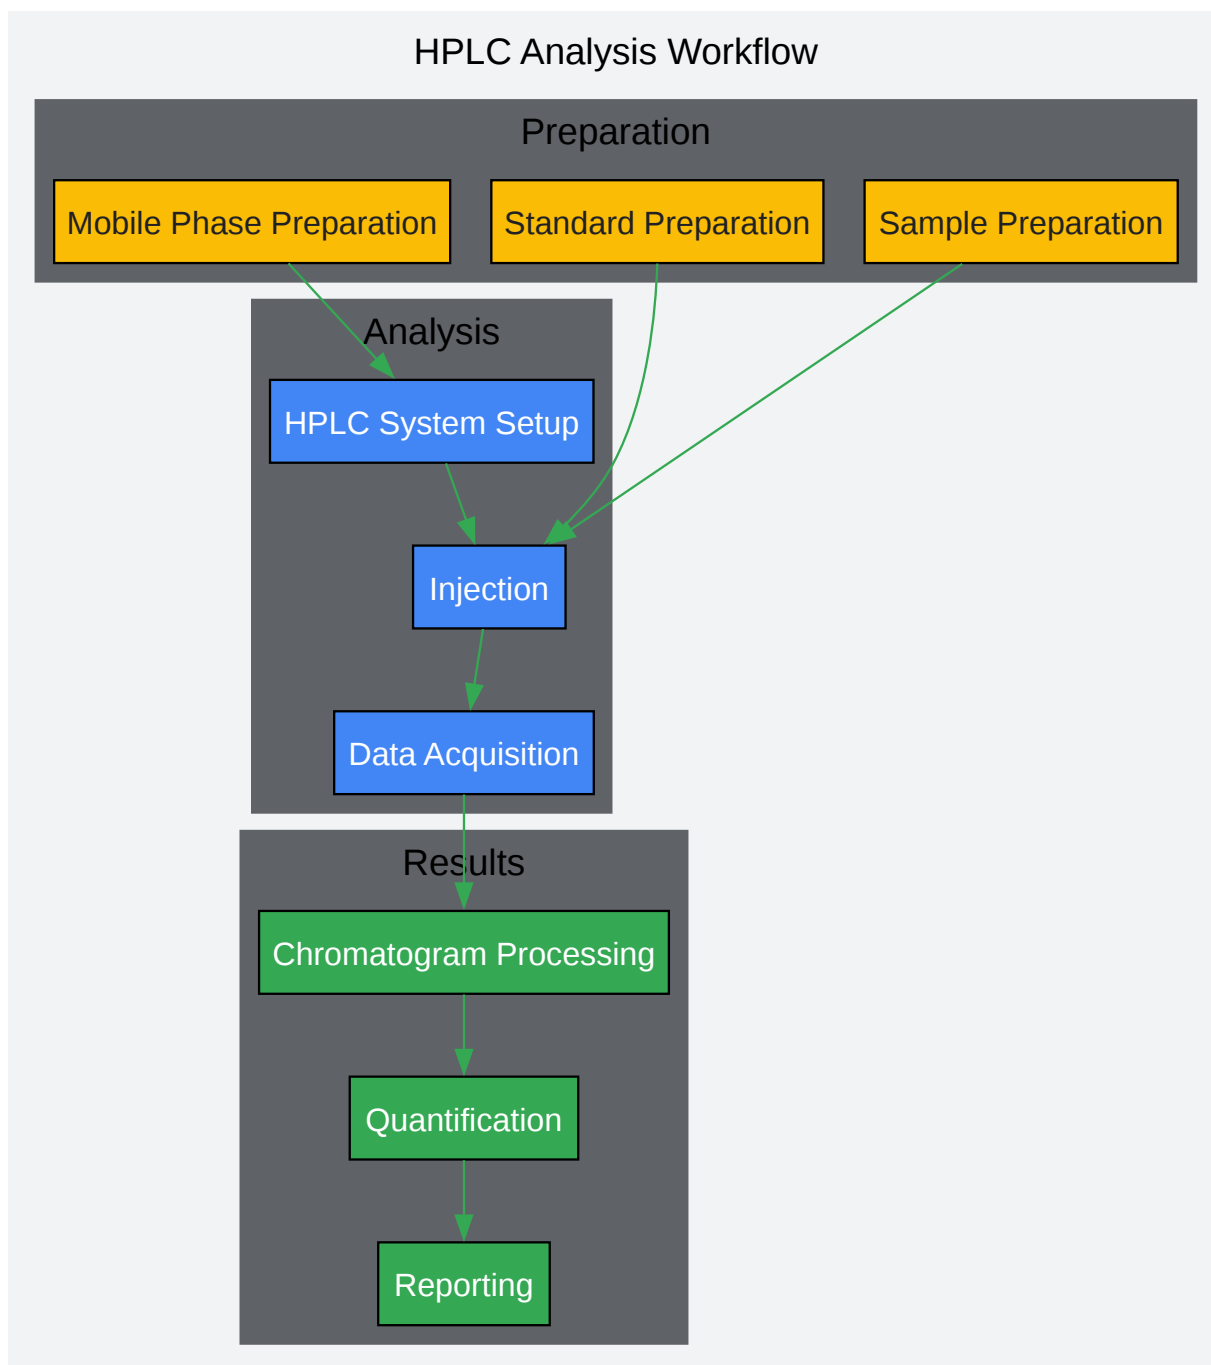 HPLC Analysis Workflow
Preparation
Mobile Phase Preparation
Standard Preparation
Sample Preparation
Analysis
HPLC System Setup
Injection
Data Acquisition
Results
Chromatogram Processing
Quantification
Reporting